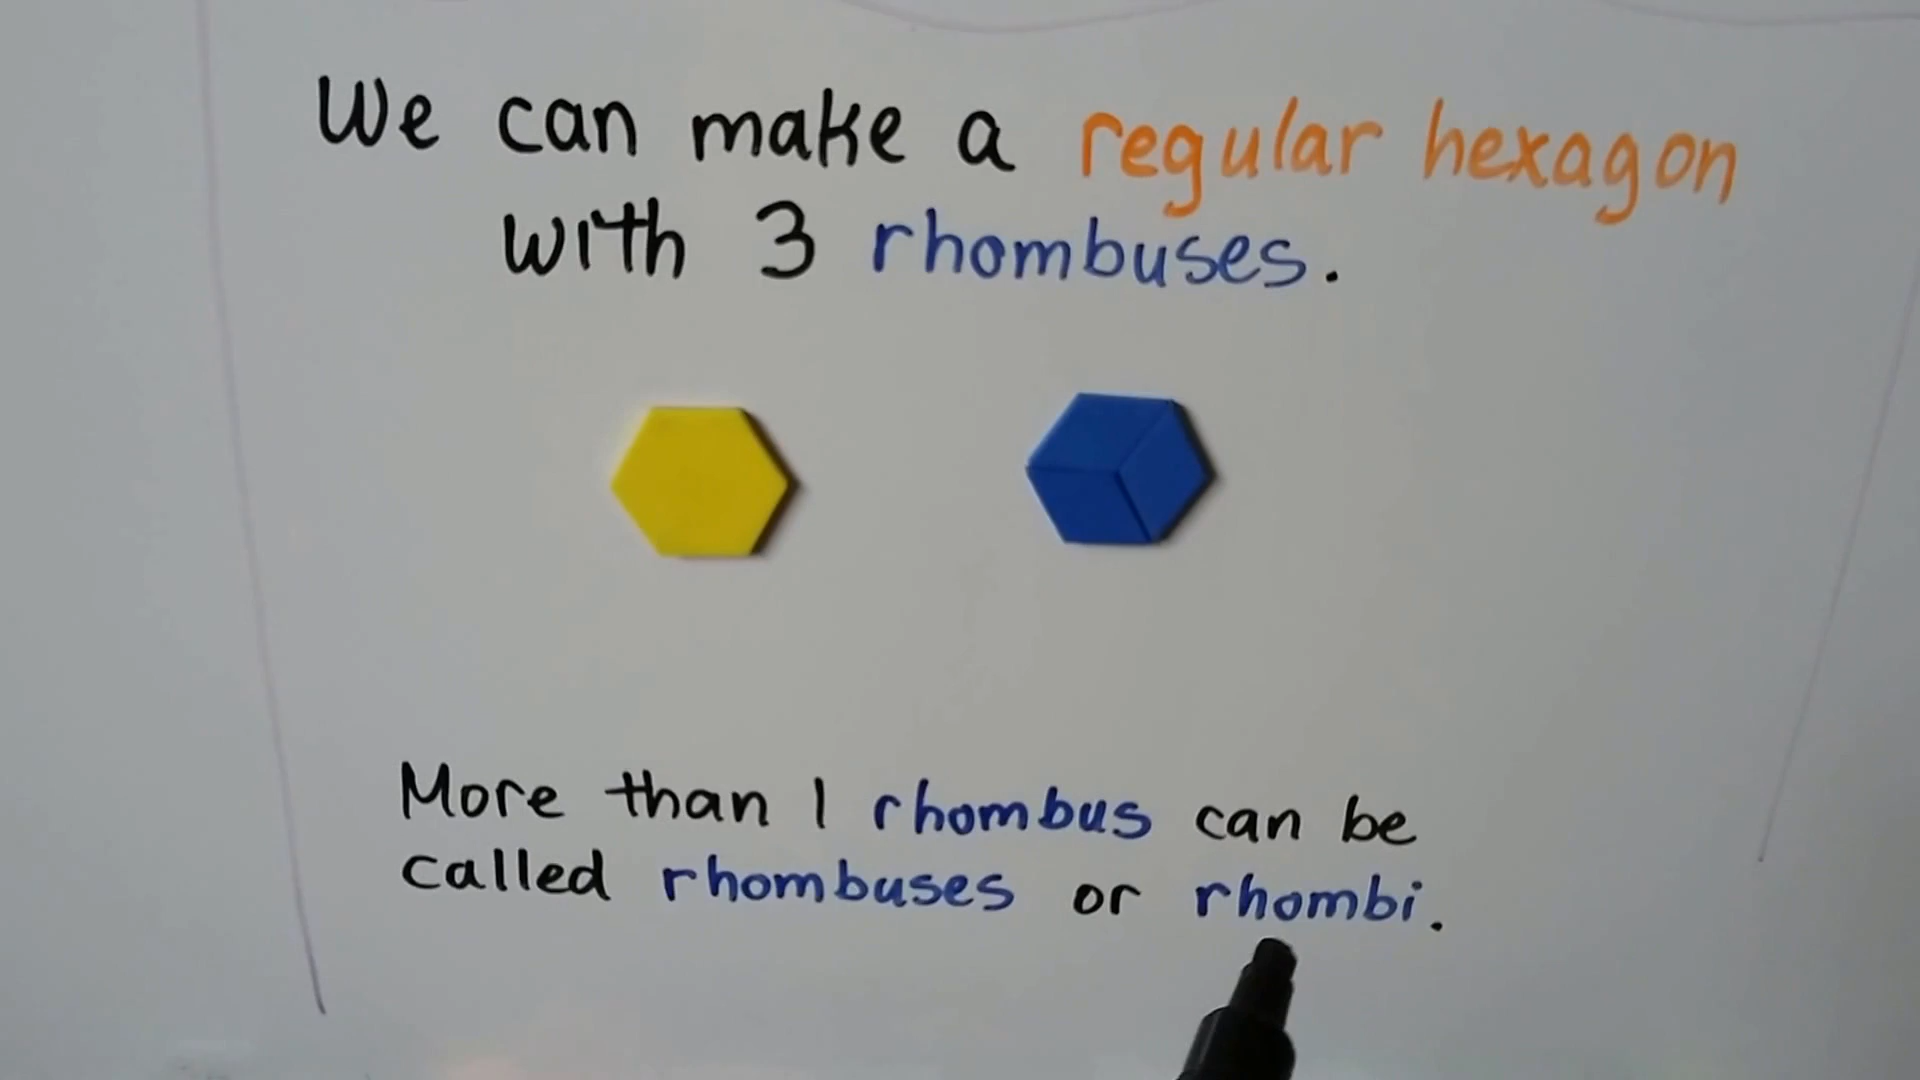 We can make a regular hexagon
with 3 rhombuses.
More than 1 rhombus can be
called rhombuses or rhombi.